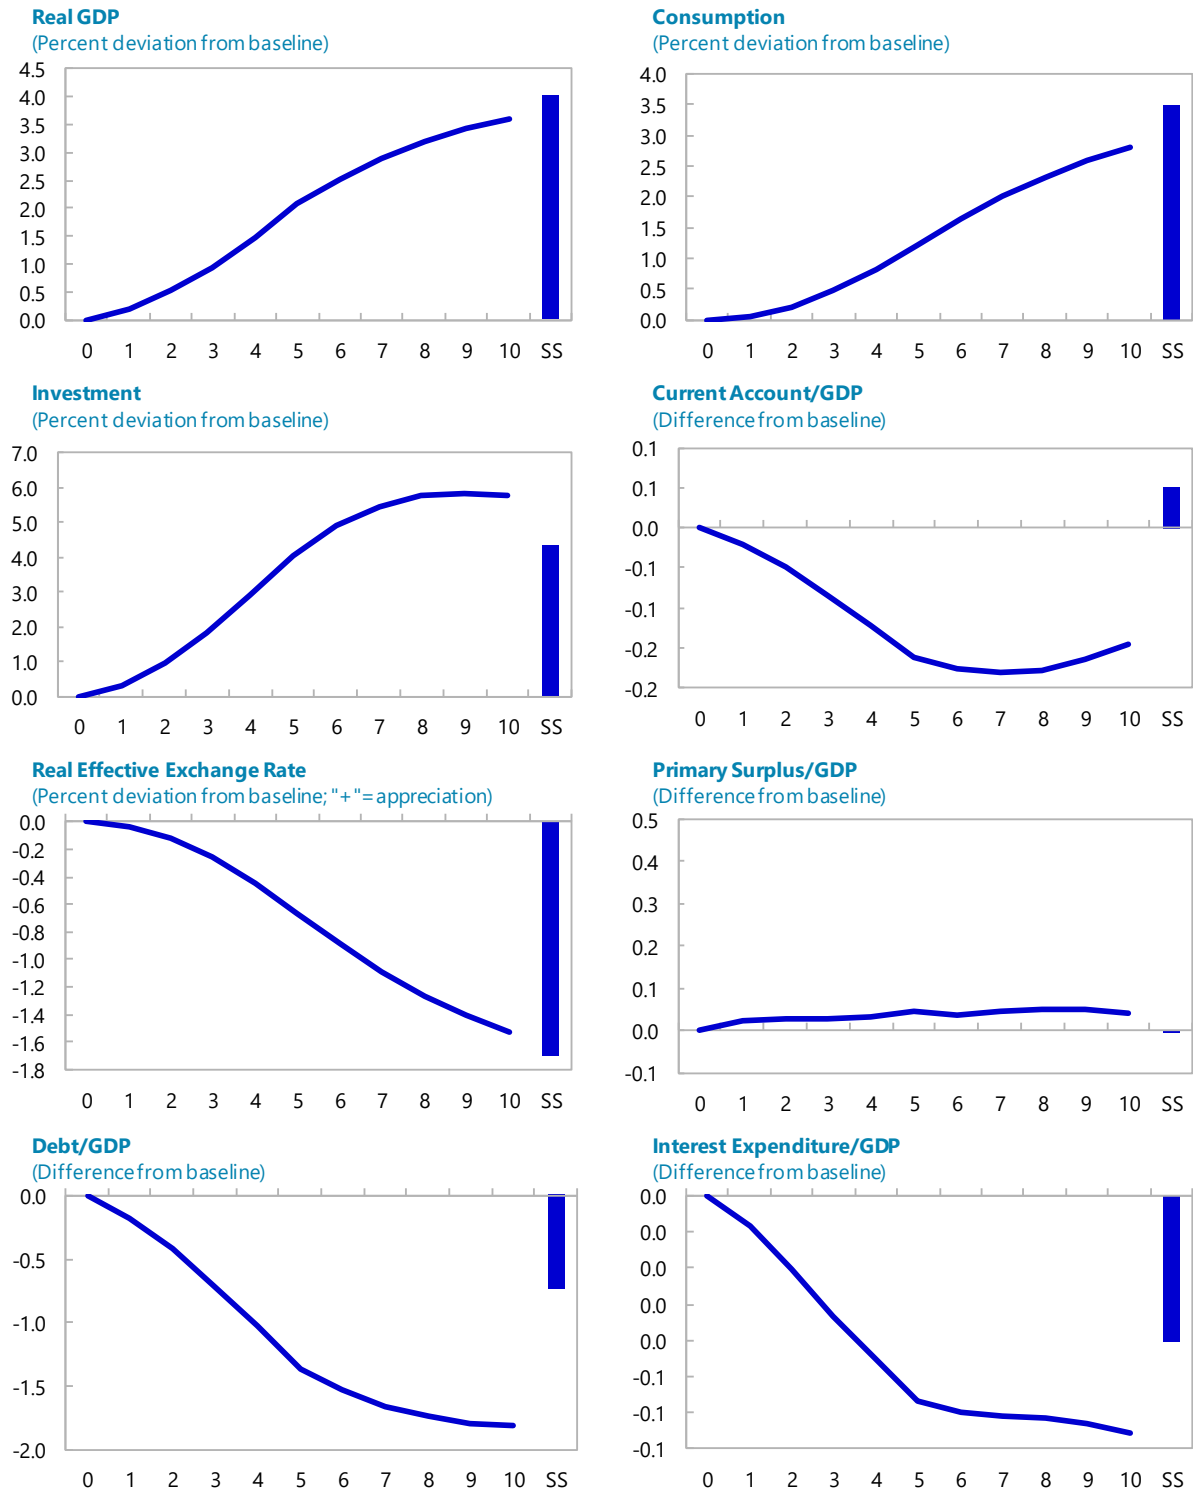 Real GDP
(Percent deviation from baseline)
4.5
4.0
3.5
3.0
2.5
2.0
1.5
1.0
0.5
0.0
0 1 2 3 4 5 6 7 8 9 10 SS
Consumption
(Percent deviation from baseline)
4.0
3.5
3.0
2.5
2.0
1.5
1.0
0.5
0.0
0 1 2 3 4 5 6 7 8 9 10 SS
Investment
(Percent deviation from baseline)
7.0
6.0
5.0
4.0
3.0
2.0
1.0
0.0
0 1 2 3 4 5 6 7 8 9 10 SS
Current Account/GDP
(Difference from baseline)
0.1
0.1
0.0
-0.1
-0.1
-0.2
-0.2
0 1 2 3 4 5 6 7 8 9 10 SS
Real Effective Exchange Rate
(Percent deviation from baseline; "+"= appreciation)
0.0
-0.2
-0.4
-0.6
-0.8
-1.0
-1.2
-1.4
-1.6
-1.8
0 1 2 3 4 5 6 7 8 9 10 SS
Primary Surplus/GDP
(Difference from baseline)
0.5
0.4
0.3
0.2
0.1
0.0
-0.1
0 1 2 3 4 5 6 7 8 9 10 SS
Debt/GDP
(Difference from baseline)
0.0
-0.5
-1.0
-1.5
-2.0
0 1 2 3 4 5 6 7 8 9 10 SS
Interest Expenditure/GDP
(Difference from baseline)
0.0
0.0
0.0
0.0
0.0
-0.1
-0.1
-0.1
0 1 2 3 4 5 6 7 8 9 10 SS